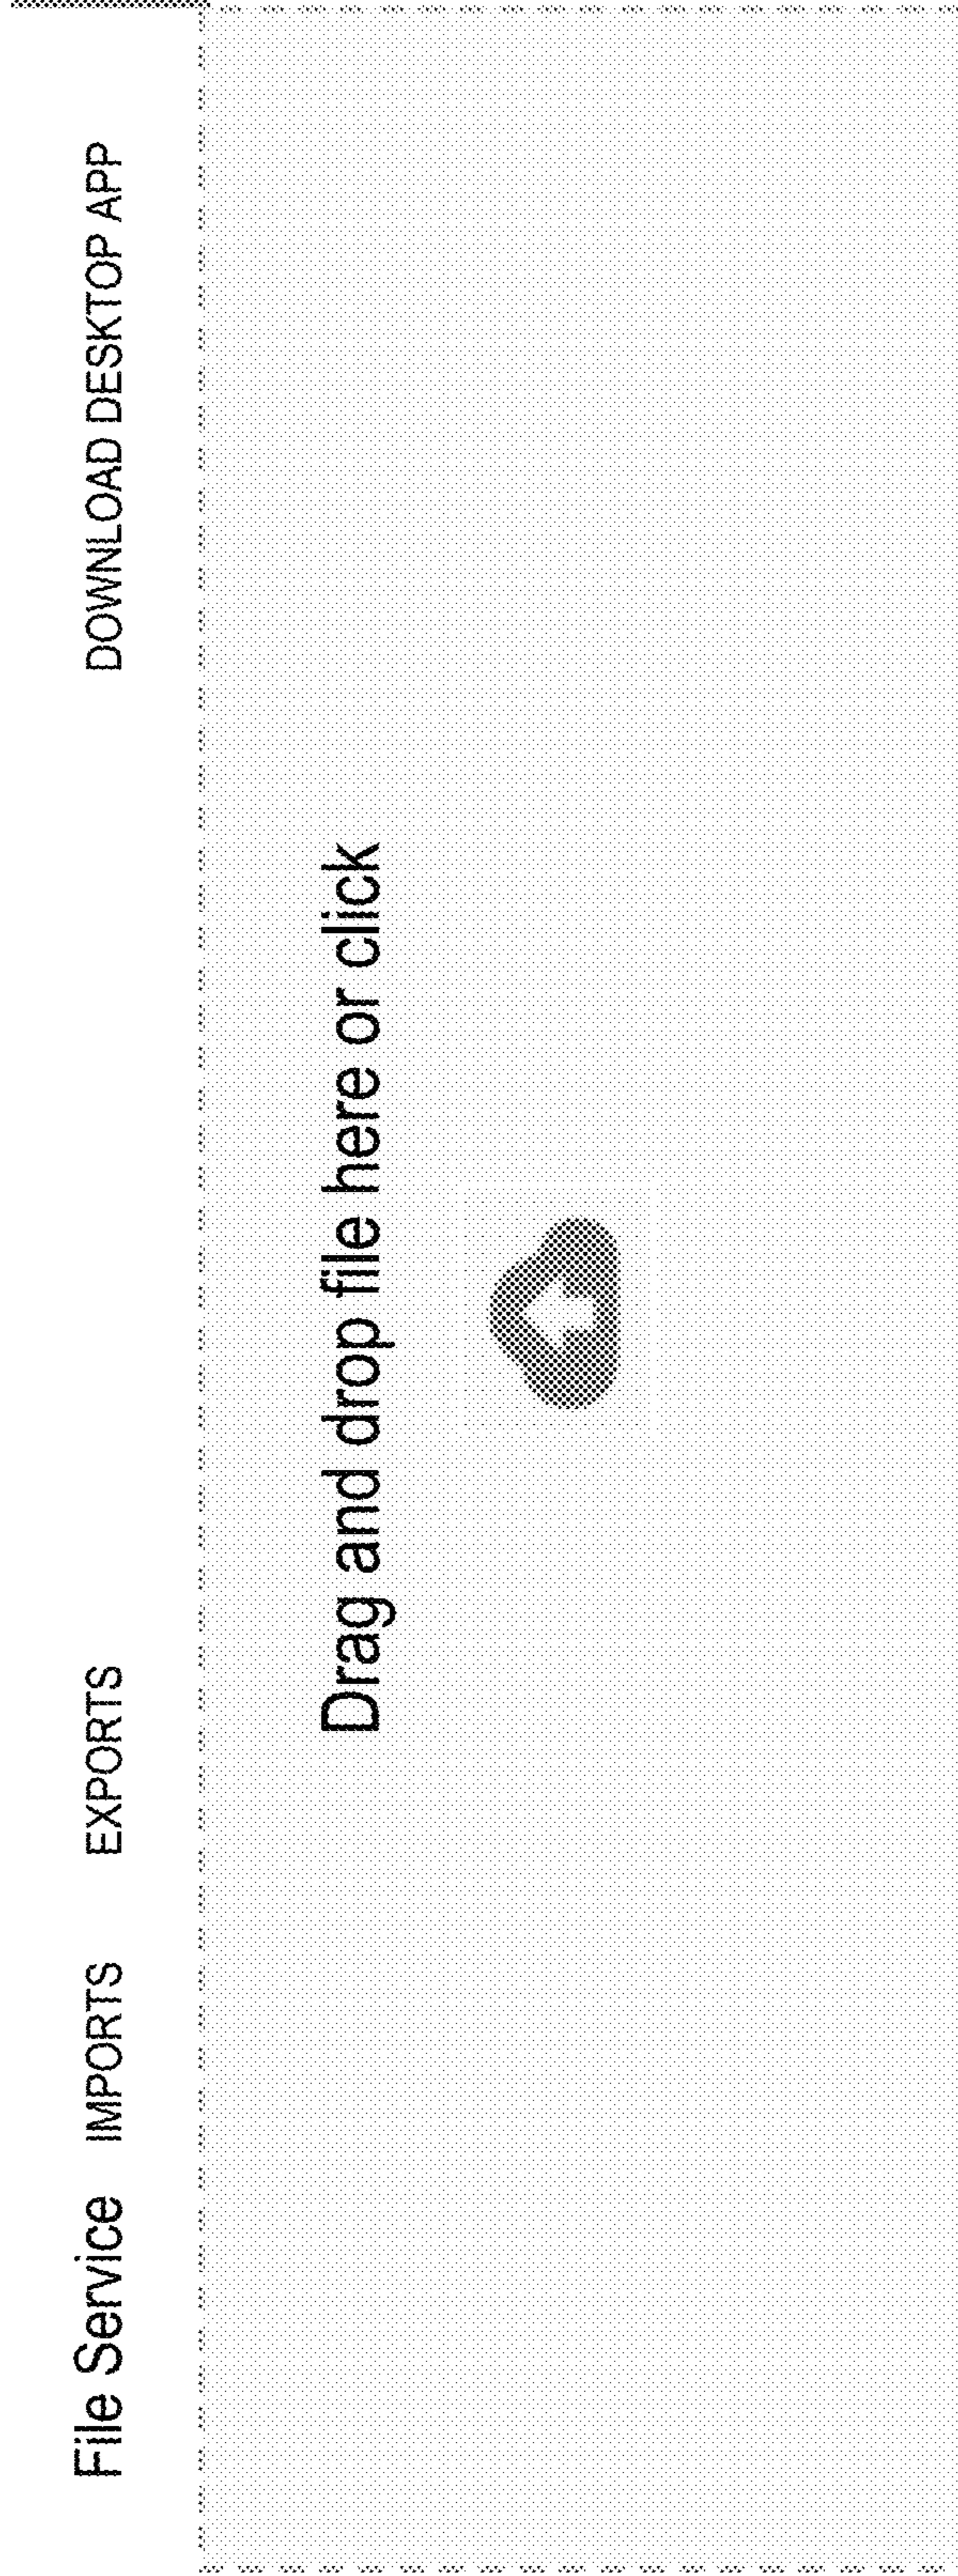 File Service IMPORTS EXPORTS DOWNLOAD DESKTOP APP
Drag and drop file here or click